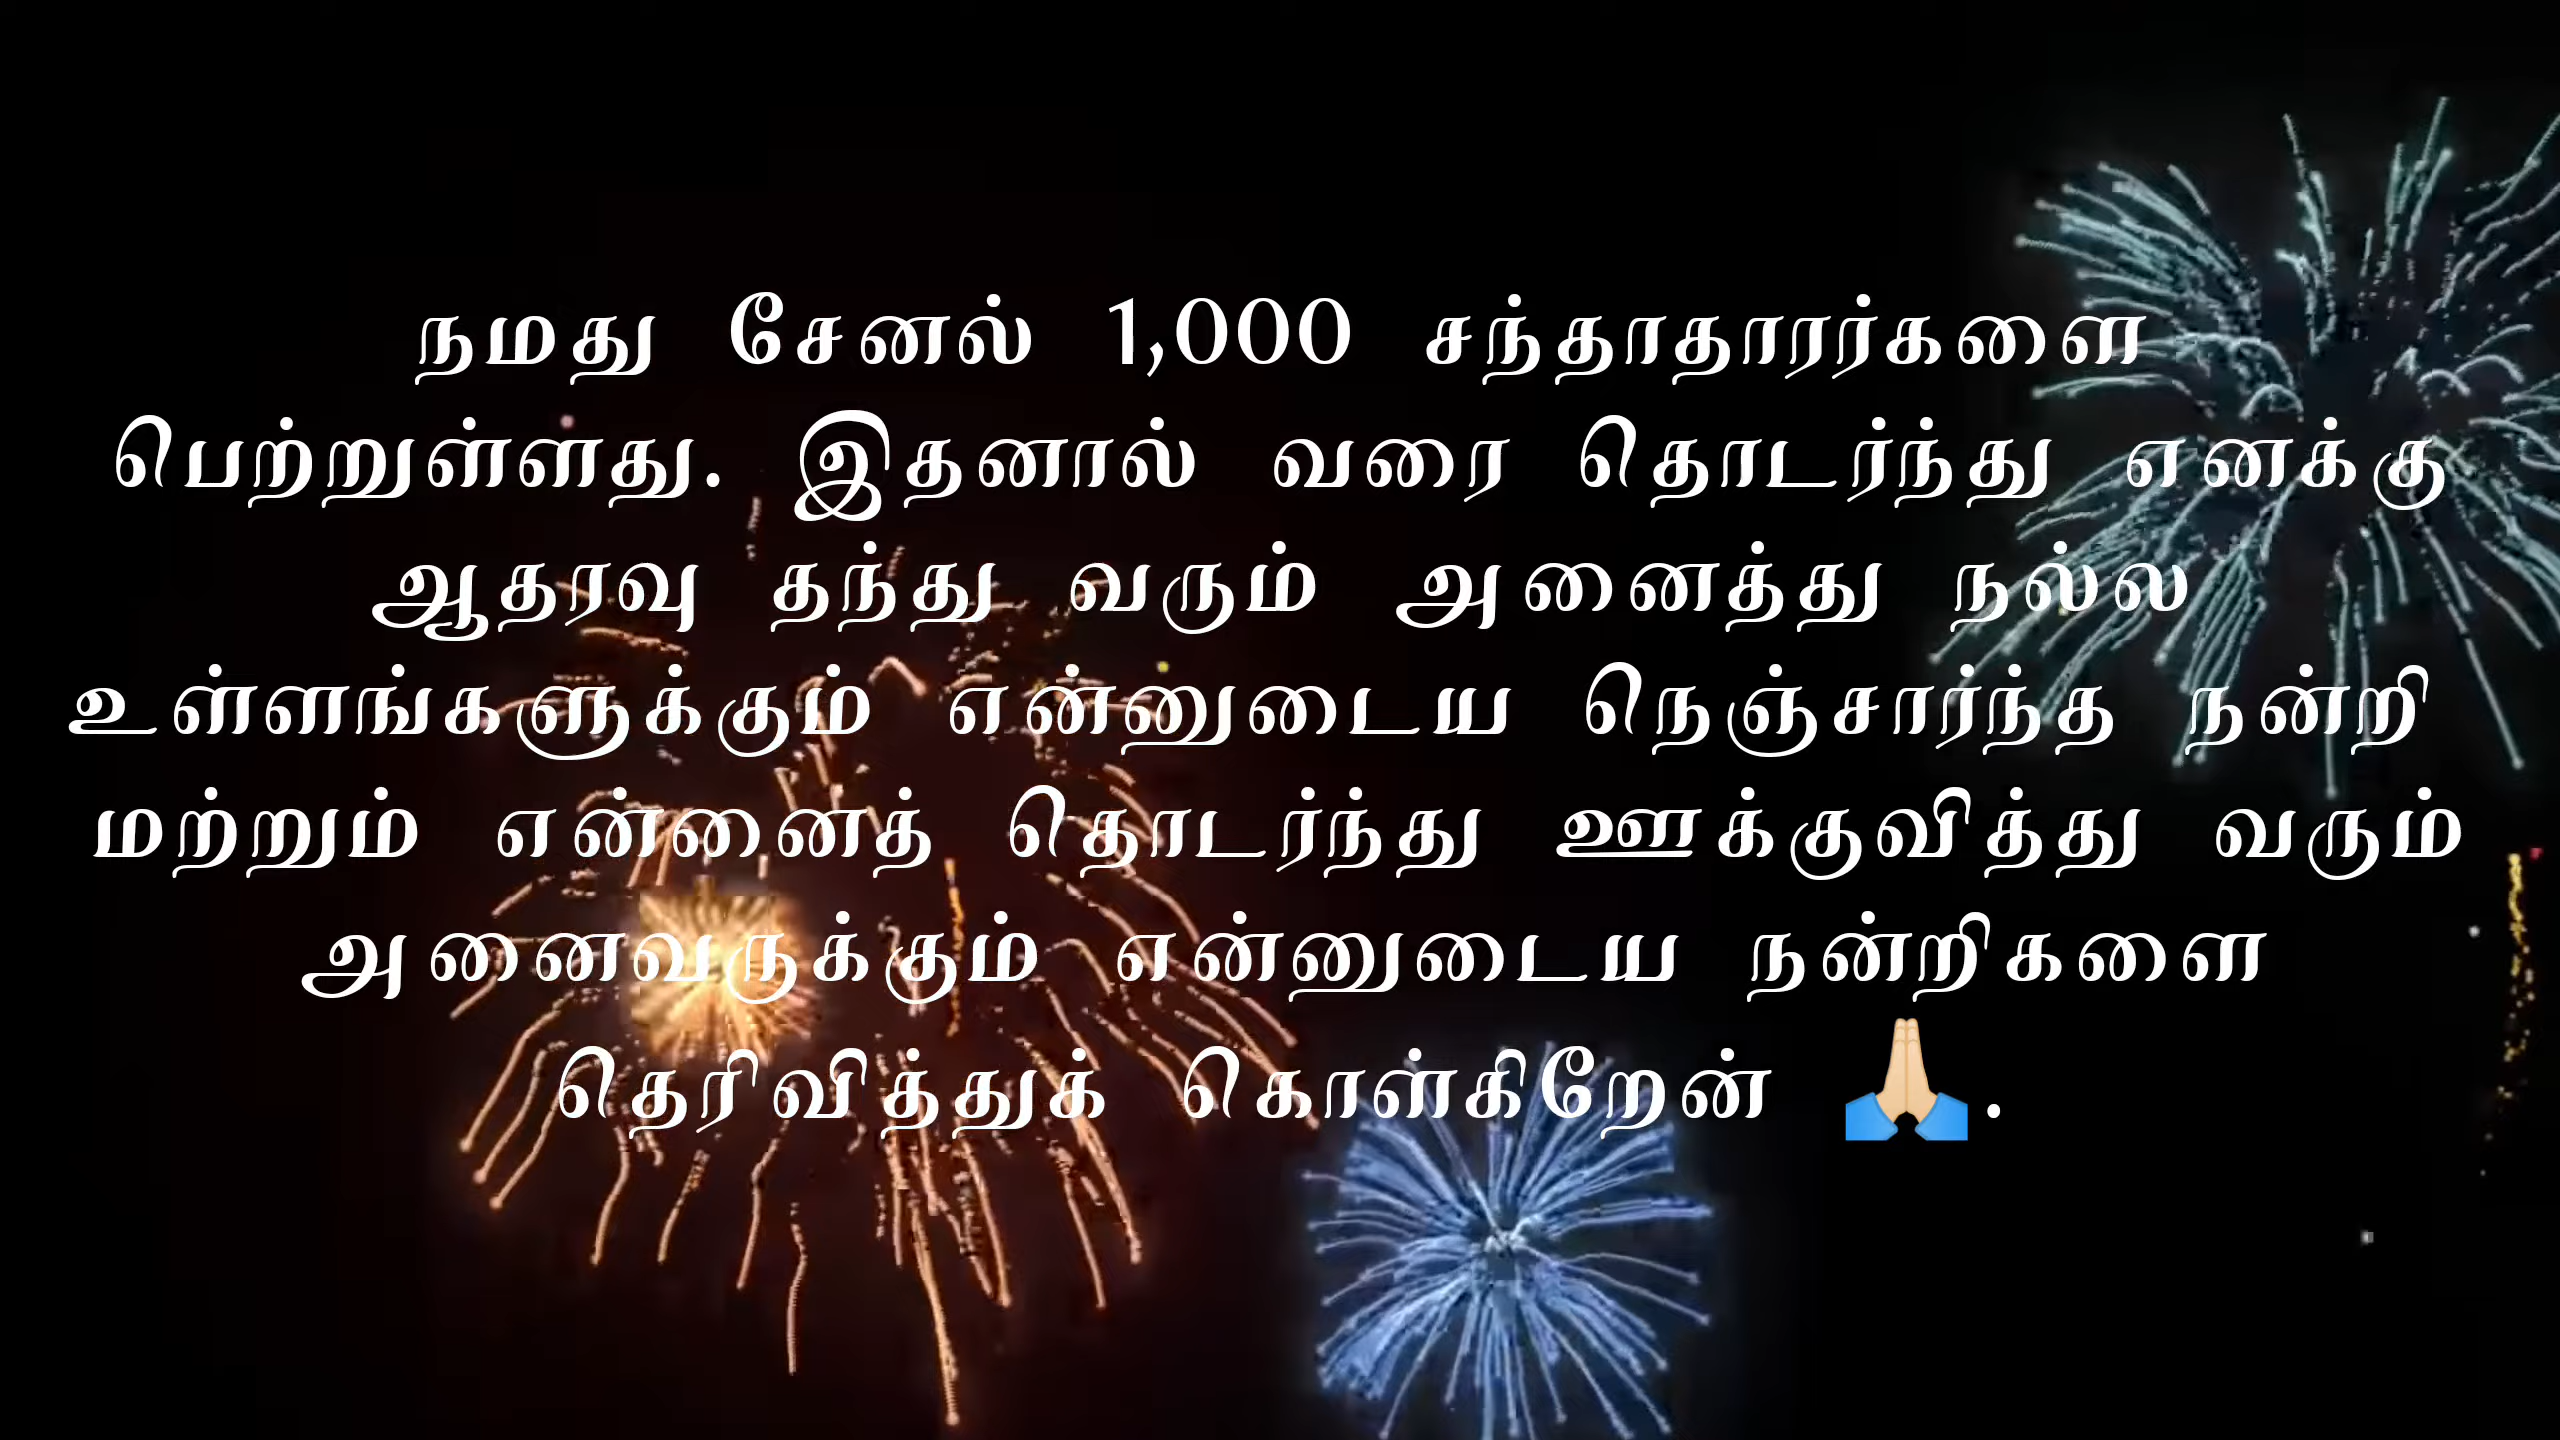 நமது சேனல் 1,000 சந்தாதாரர்களை
பெற்றுள்ளது. இதனால் வரை தொடர்ந்து எனக்கு
ஆதரவு தந்து வரும் அனைத்து நல்ல
உள்ளங்களுக்கும் என்னுடைய நெஞ்சார்ந்த நன்றி
மற்றும் என்னைத் தொடர்ந்து ஊக்குவித்து வரும்
அனைவருக்கும் என்னுடைய நன்றிகளை
தெரிவித்துக் கொள்கிறேன் 🙏🏻.